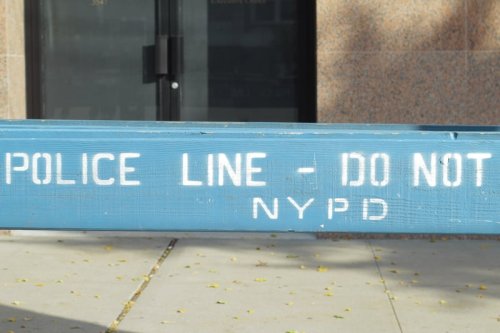 POLICE LINE - DO NOT
NYPD